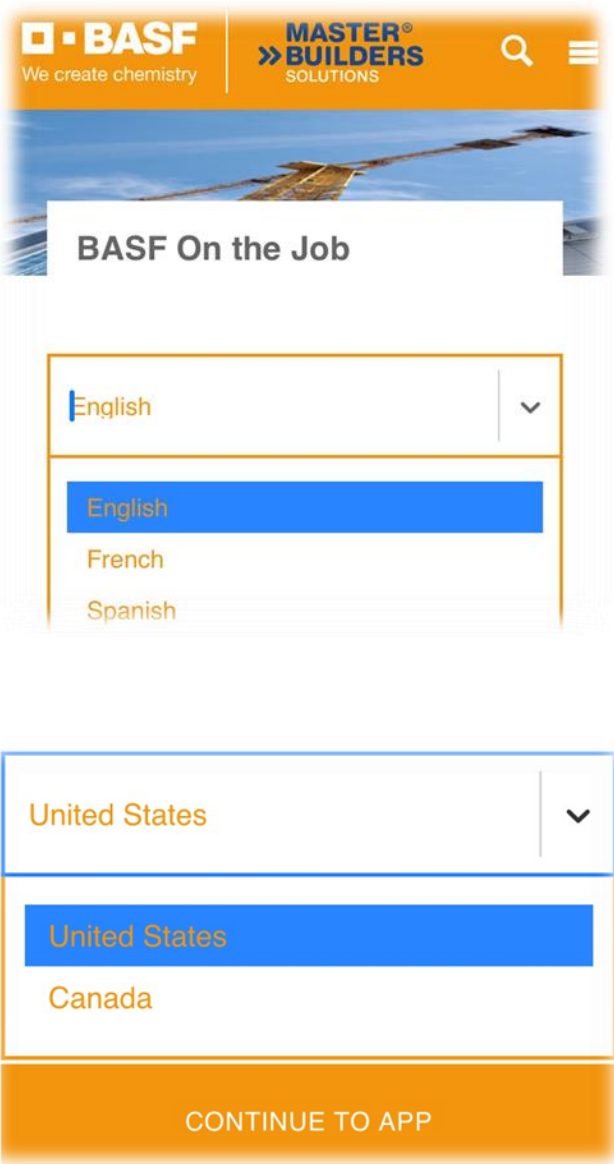 BASF
We create chemistry
MASTER®
BUILDERS
SOLUTIONS
BASF On the Job
English
English
French
Spanish
United States
United States
Canada
CONTINUE TO APP